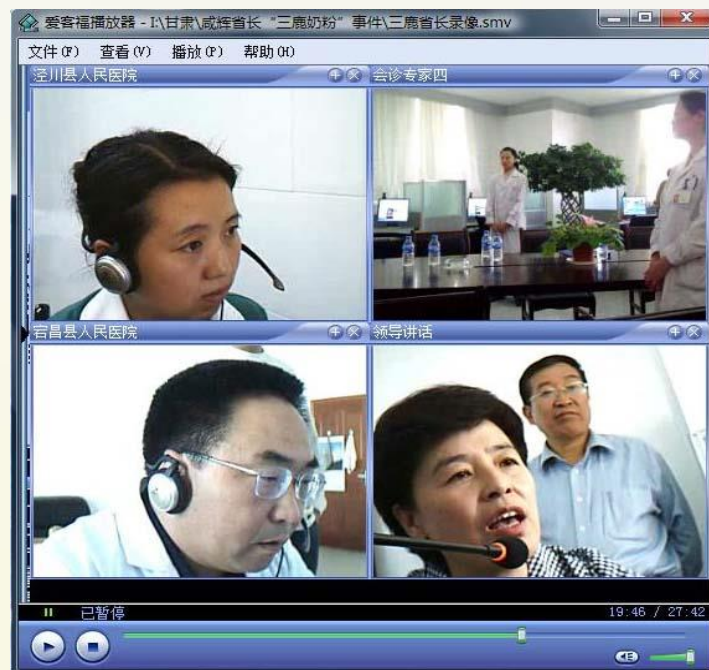 爱客福播放器 - I:\甘肃\咸辉省长“三鹿奶粉”事件\三鹿省长录像.smv
文件(F) 查看(V) 播放(P) 帮助(H)
泾川县人民医院
会诊专家四
宕昌县人民医院
领导讲话
已暂停
19:46 / 27:42